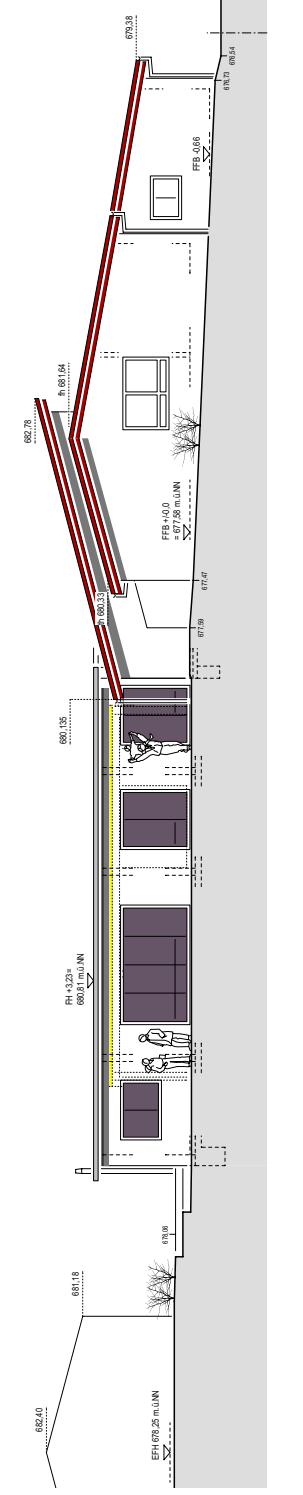 682,40
EFH 678,25 m.ü.NN
681,18
678,06
FH +3,23=
680,81 m.ü.NN
680,135
677,59
fh 680,33
677,47
682,78
FFB +/-0,0
= 677,58 m.ü.NN
fh 681,64
FFB -0,66
679,38
676,73
676,54